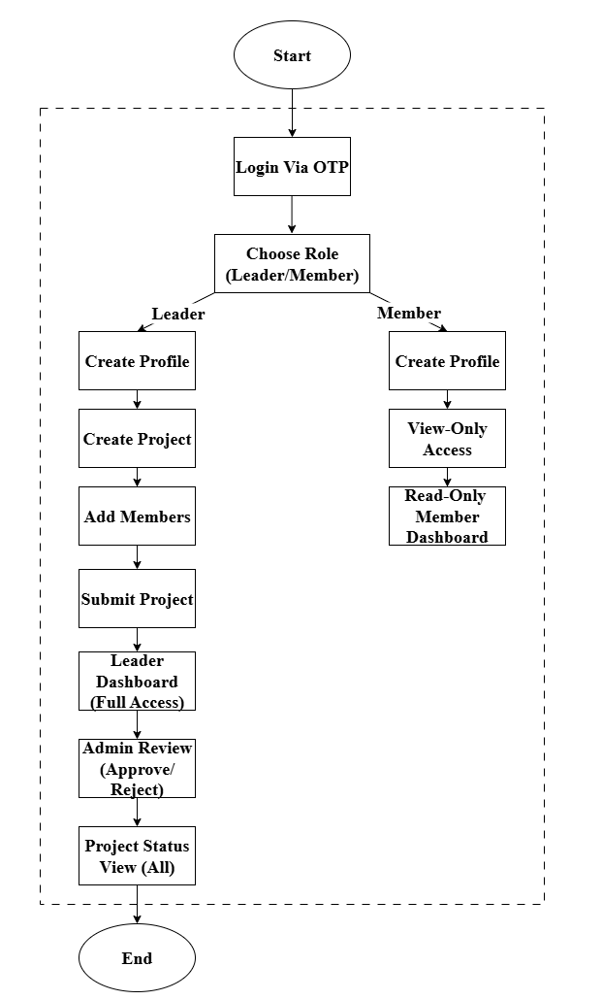 Start
Login Via OTP
Choose Role
(Leader/Member)
Leader
Member
Create Profile
Create Profile
Create Project
View-Only
Access
Add Members
Read-Only
Member
Dashboard
Submit Project
Leader
Dashboard
(Full Access)
Admin Review
(Approve/
Reject)
Project Status
View (All)
End